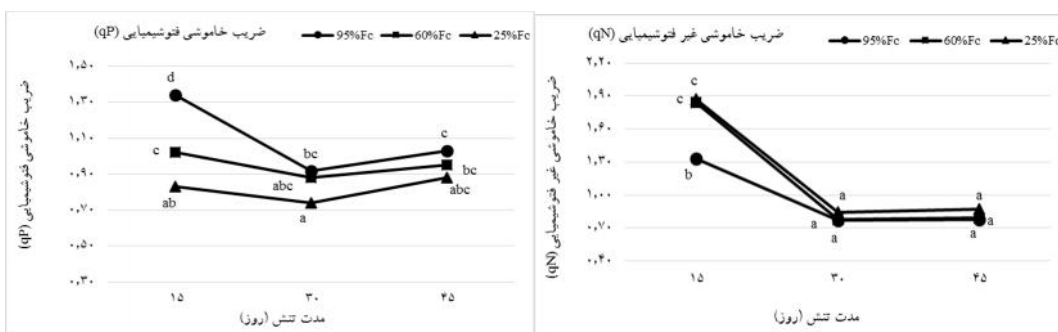 ضریب خاموشی فتوشیمیایی (qP)
95%Fc 60%Fc 25%Fc
ضریب خاموشی فتوشیمیایی (qP)
۱٫۵۰
۱٫۳۰
۱٫۱۰
۰٫۹۰
۰٫۷۰
۰٫۵۰
۰٫۳۰
d
c
ab
bc
abc
a
c
bc
abc
۱۵ ۳۰ ۴۵
مدت تنش (روز)
ضریب خاموشی غیر فتوشیمیایی (qN)
95%Fc 60%Fc 25%Fc
ضریب خاموشی غیر فتوشیمیایی (qN)
۲٫۲۰
۱٫۹۰
۱٫۶۰
۱٫۳۰
۱٫۰۰
۰٫۷۰
۰٫۴۰
c
c
b
a
a
a
a
a
a
۱۵ ۳۰ ۴۵
مدت تنش (روز)